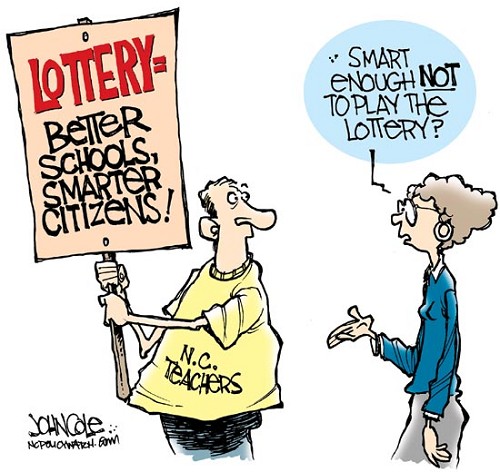 LOTTERY=
BETTER
SCHOOLS,
SMARTER
CITIZENS!
SMART
ENOUGH NOT
TO PLAY THE
LOTTERY?
N.C.
TEACHERS
JOHN COLE
NCPOLICYWATCH.COM